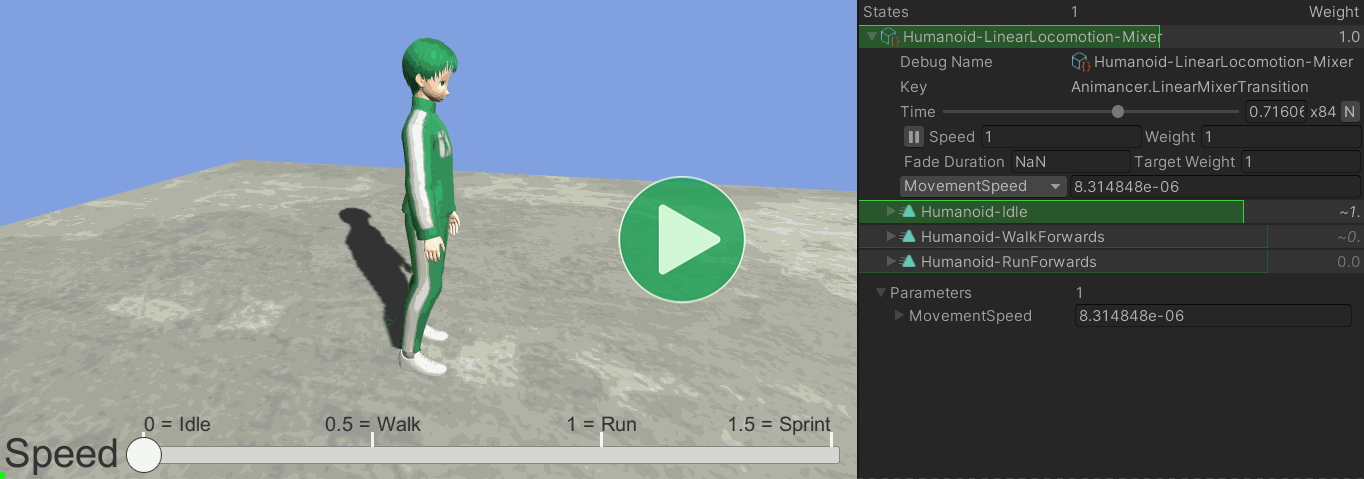 0 = Idle
0.5 = Walk
1 = Run
1.5 = Sprint
Speed
States 1 Weight
Humanoid-LinearLocomotion-Mixer 1.0
Debug Name Humanoid-LinearLocomotion-Mixer
Key Animancer.LinearMixerTransition
Time 0.71606 x84 N
Speed 1 Weight 1
Fade Duration NaN Target Weight 1
MovementSpeed 8.314848e-06
Humanoid-Idle ~1.
Humanoid-WalkForwards ~0.
Humanoid-RunForwards 0.0
Parameters 1
MovementSpeed 8.314848e-06